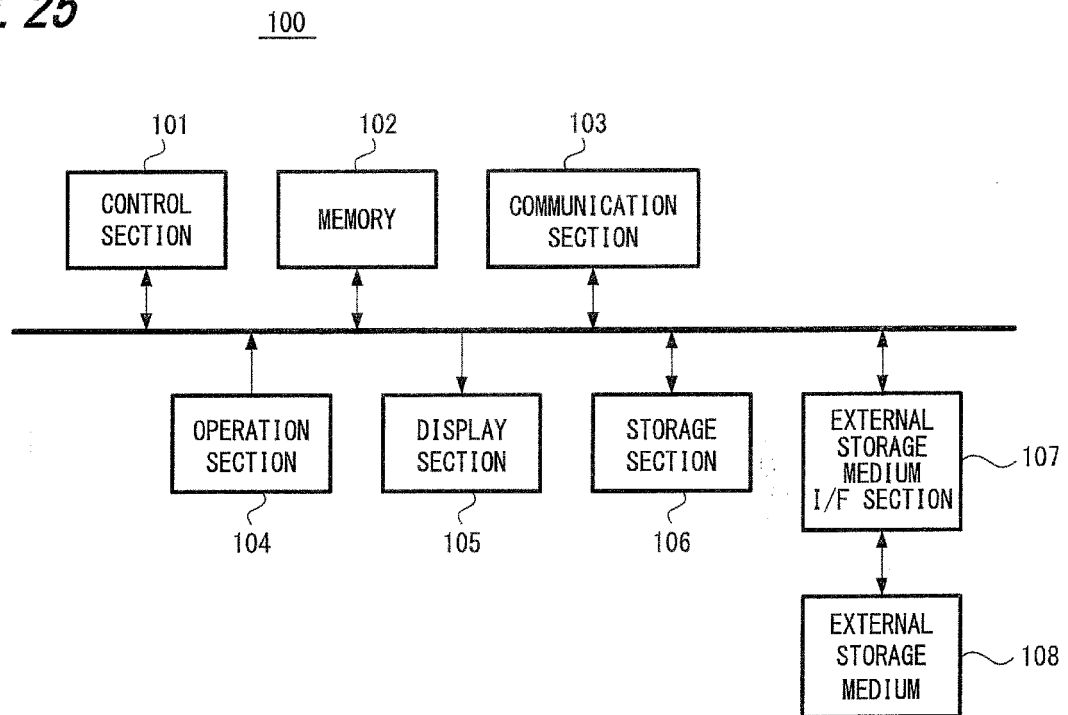 25
100
101
102
103
CONTROL
SECTION
MEMORY
COMMUNICATION
SECTION
OPERATION
SECTION
DISPLAY
SECTION
STORAGE
SECTION
EXTERNAL
STORAGE
MEDIUM
I/F SECTION
107
104
105
106
EXTERNAL
STORAGE
MEDIUM
108